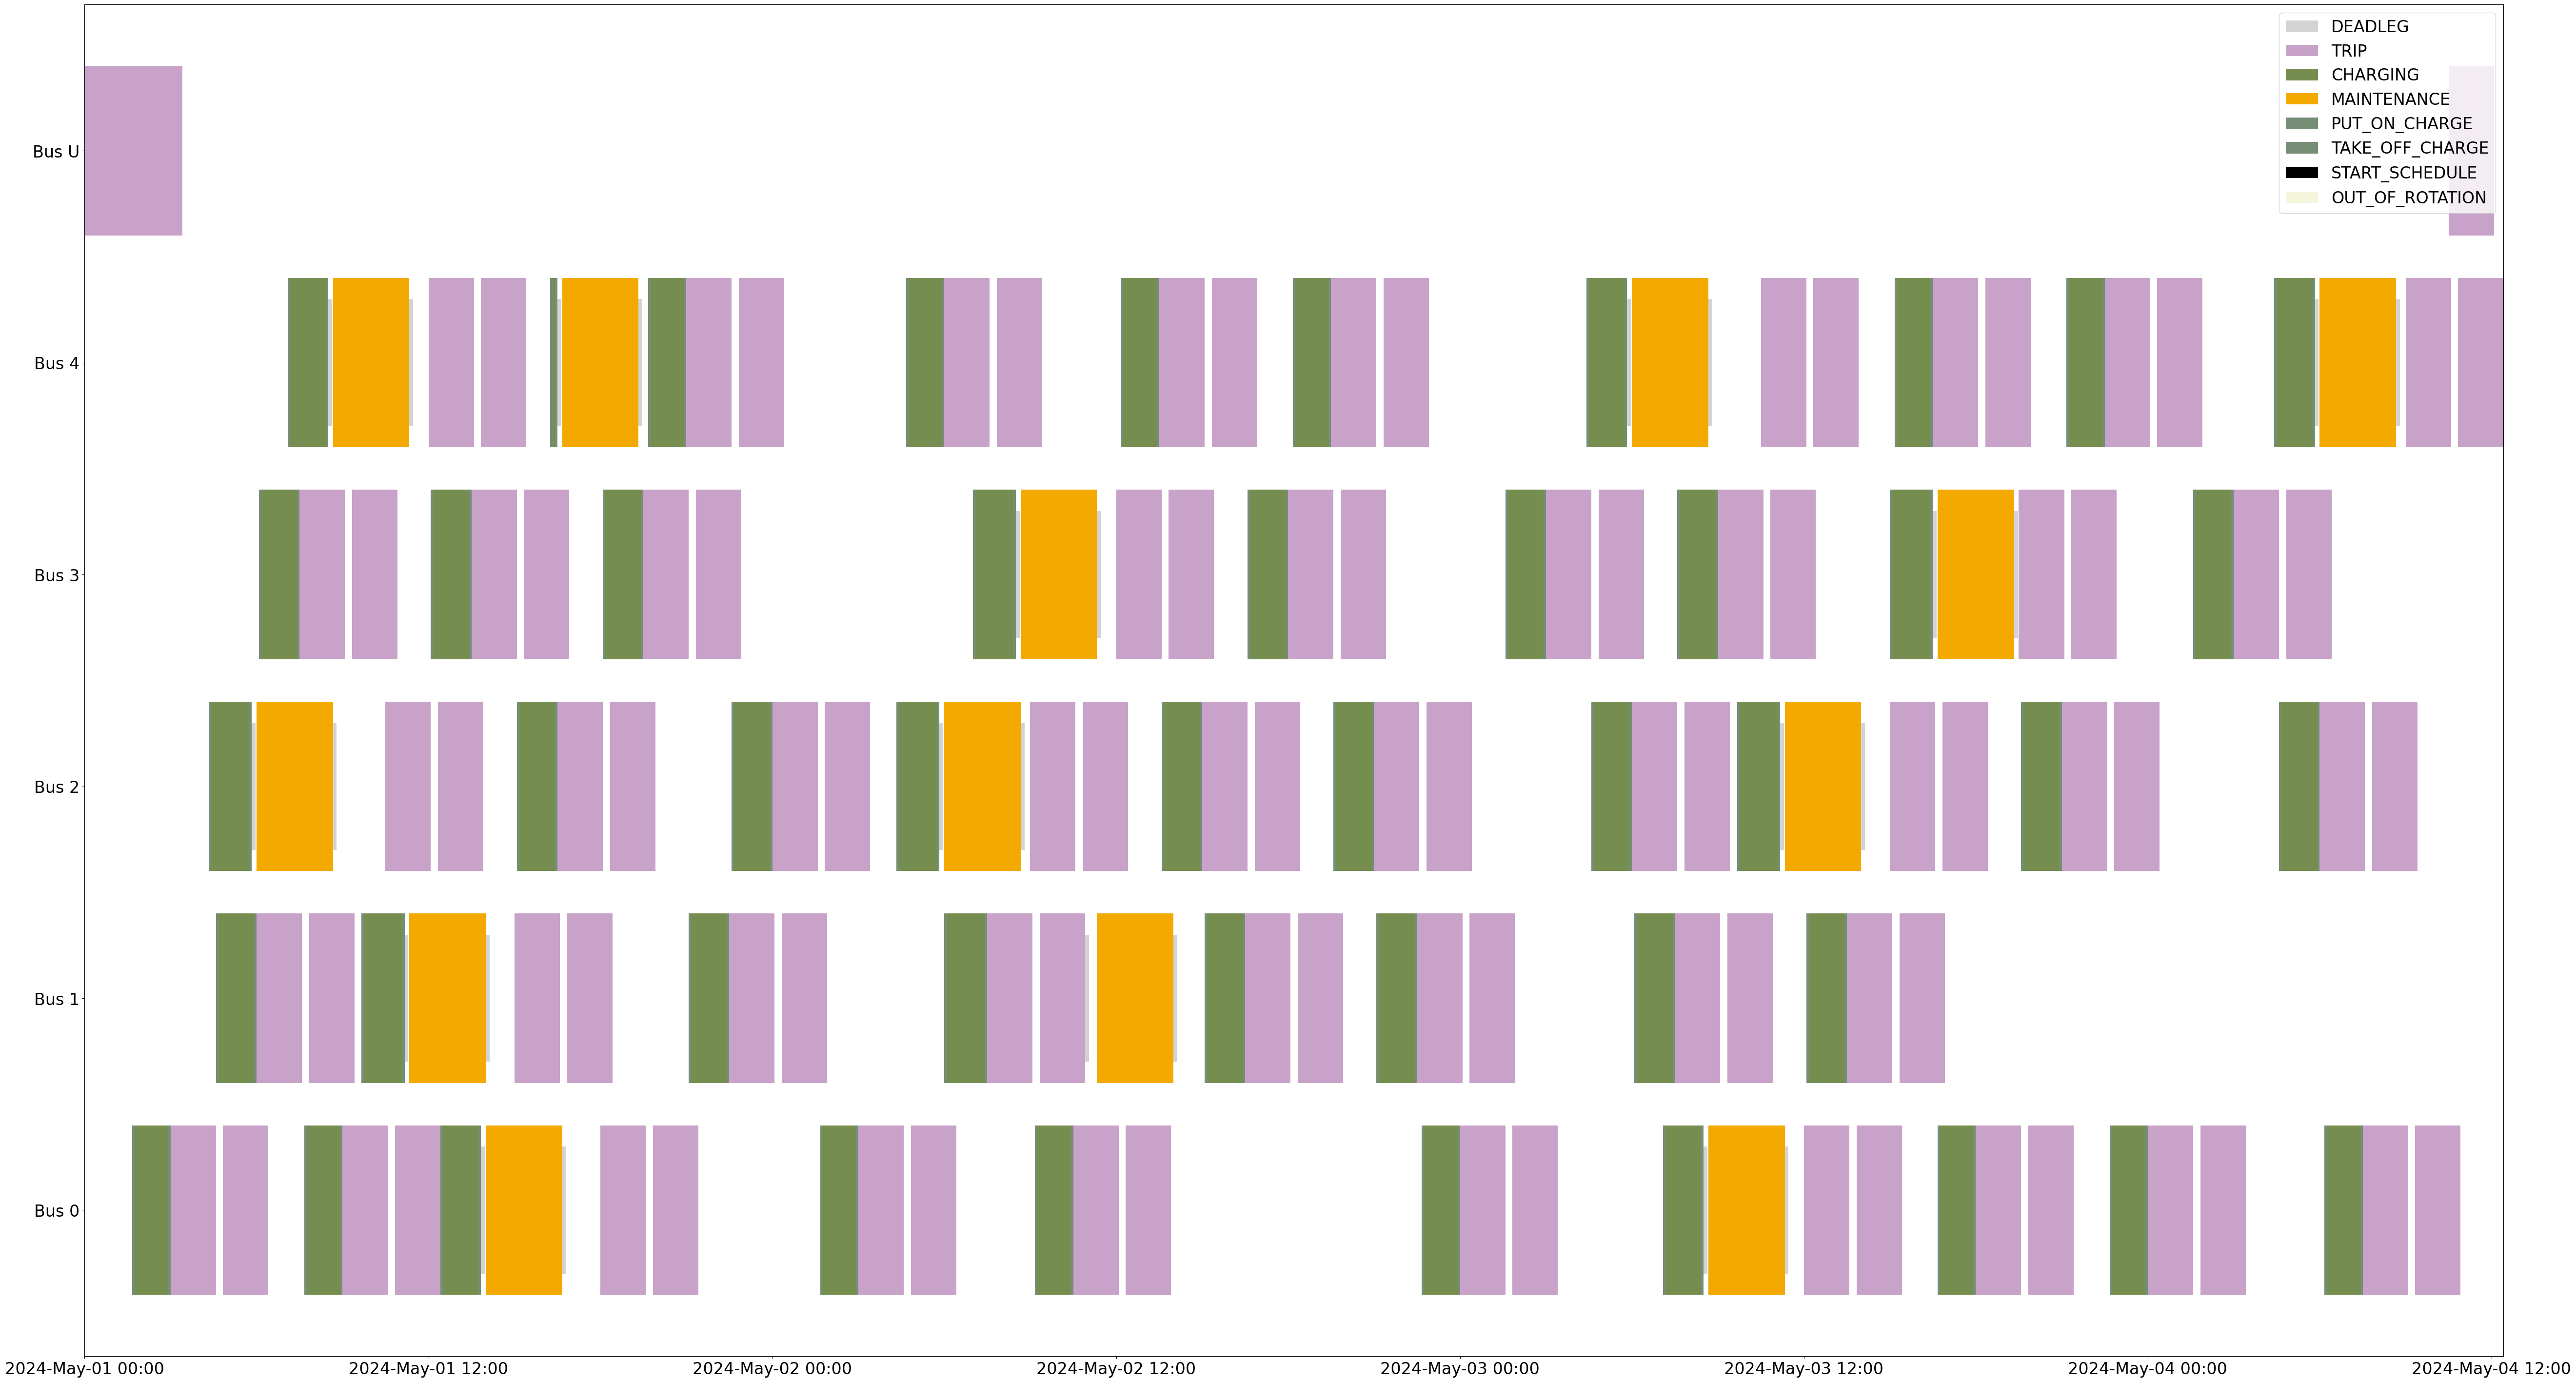 DEADLEG
TRIP
CHARGING
MAINTENANCE
PUT_ON_CHARGE
TAKE_OFF_CHARGE
START_SCHEDULE
OUT_OF_ROTATION
Bus U
Bus 4
Bus 3
Bus 2
Bus 1
Bus 0
2024-May-01 00:00 2024-May-01 12:00 2024-May-02 00:00 2024-May-02 12:00 2024-May-03 00:00 2024-May-03 12:00 2024-May-04 00:00 2024-May-04 12:00